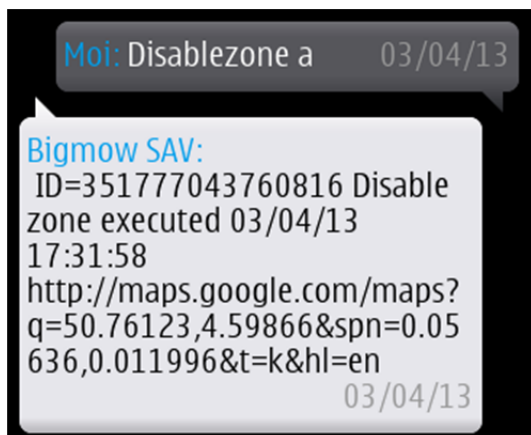 Moi: Disablezone a 03/04/13
Bigmow SAV:
ID=351777043760816 Disable
zone executed 03/04/13
17:31:58
http://maps.google.com/maps?
q=50.76123,4.59866&spn=0.05
636,0.011996&t=k&hl=en
03/04/13